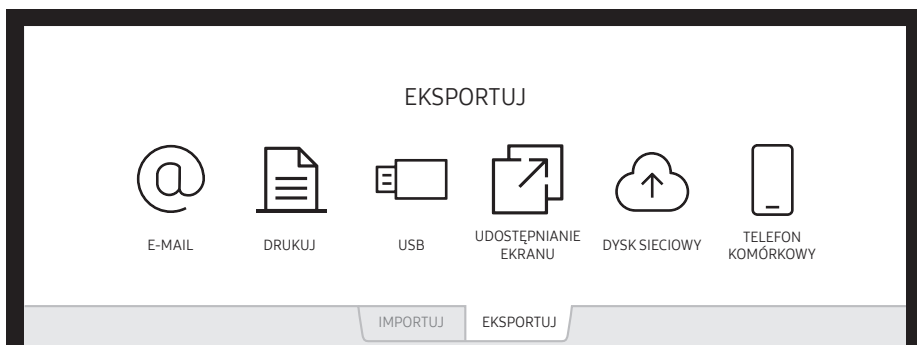 EKSPORTUJ
E-MAIL
DRUKUJ
USB
UDOSTĘPNIANIE
EKRANU
DYSK SIECIOWY
TELEFON
KOMÓRKOWY
IMPORTUJ
EKSPORTUJ